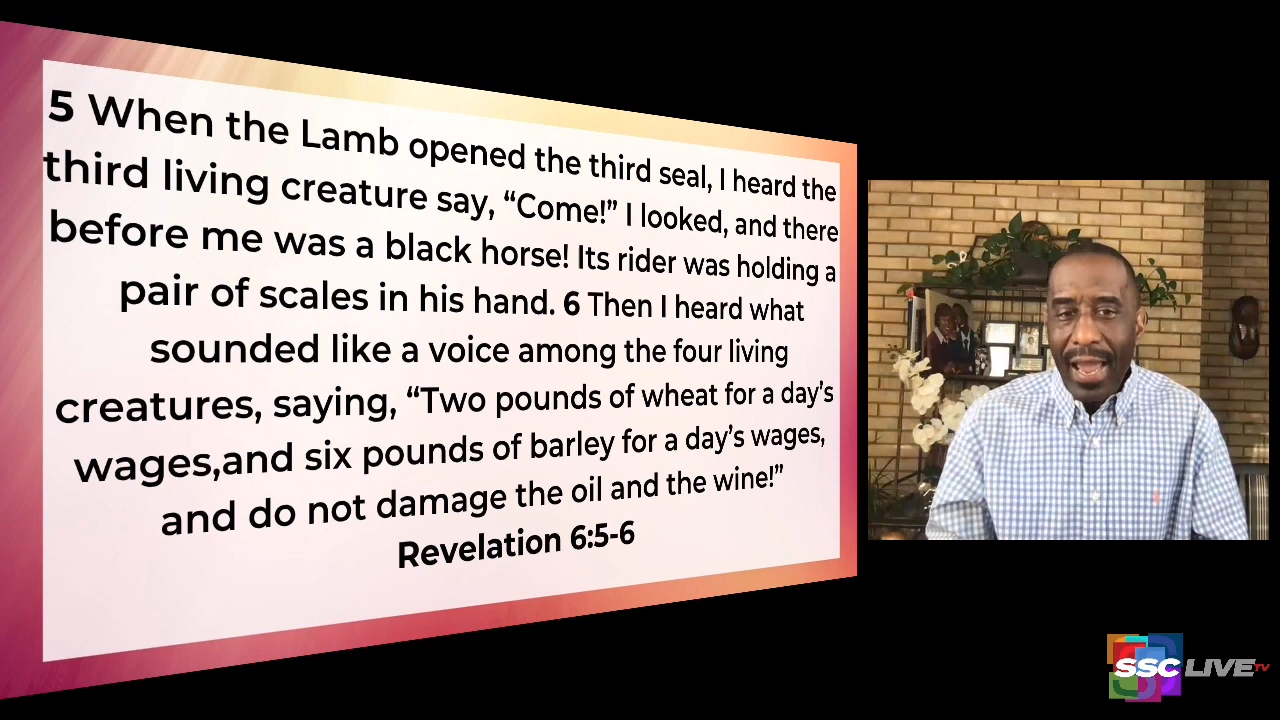 5 When the Lamb opened the third seal, I heard the
third living creature say, “Come!” I looked, and there
before me was a black horse! Its rider was holding a
pair of scales in his hand. 6 Then I heard what
sounded like a voice among the four living
creatures, saying, “Two pounds of wheat for a day’s
wages,and six pounds of barley for a day’s wages,
and do not damage the oil and the wine!”
Revelation 6:5-6
SSC LIVE TV